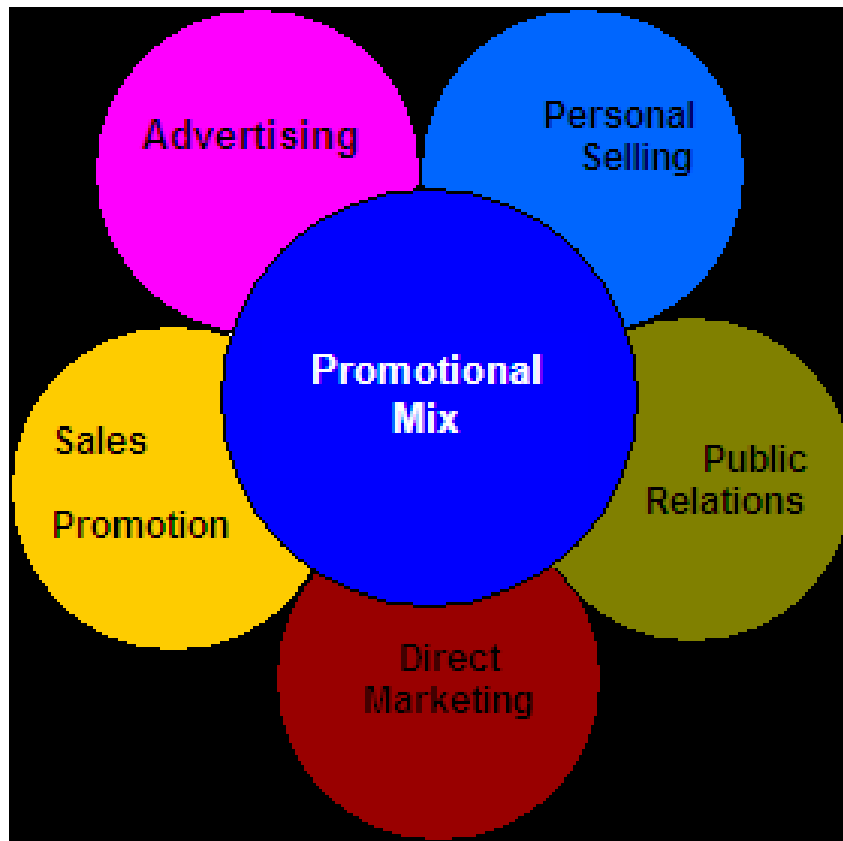 Advertising
Personal
Selling
Promotional
Mix
Sales
Promotion
Public
Relations
Direct
Marketing